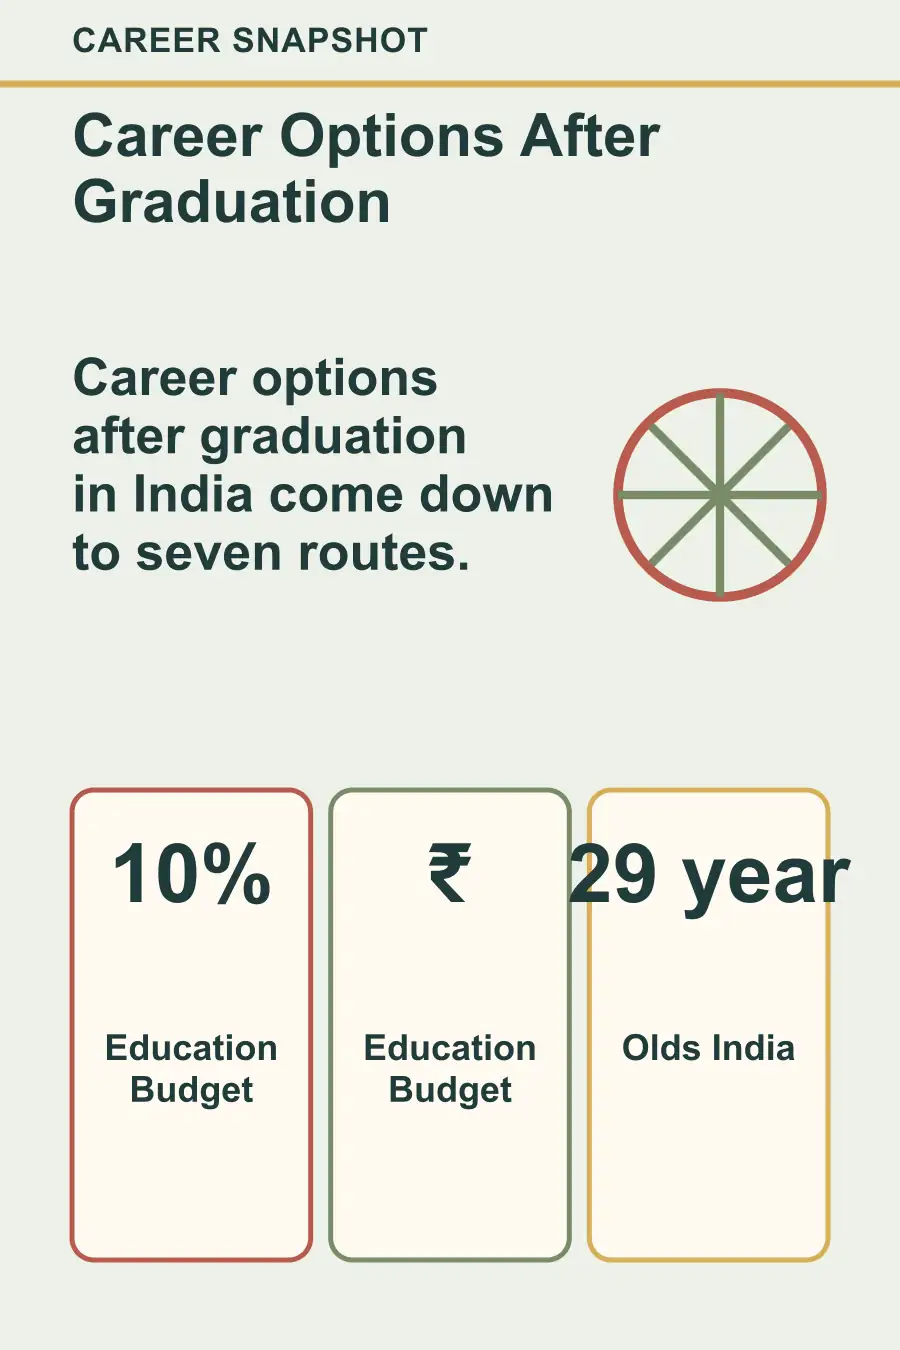 CAREER SNAPSHOT
Career Options After
Graduation
Career options
after graduation
in India come down
to seven routes.
10%
Education
Budget
₹
Education
Budget
29 year
Olds India